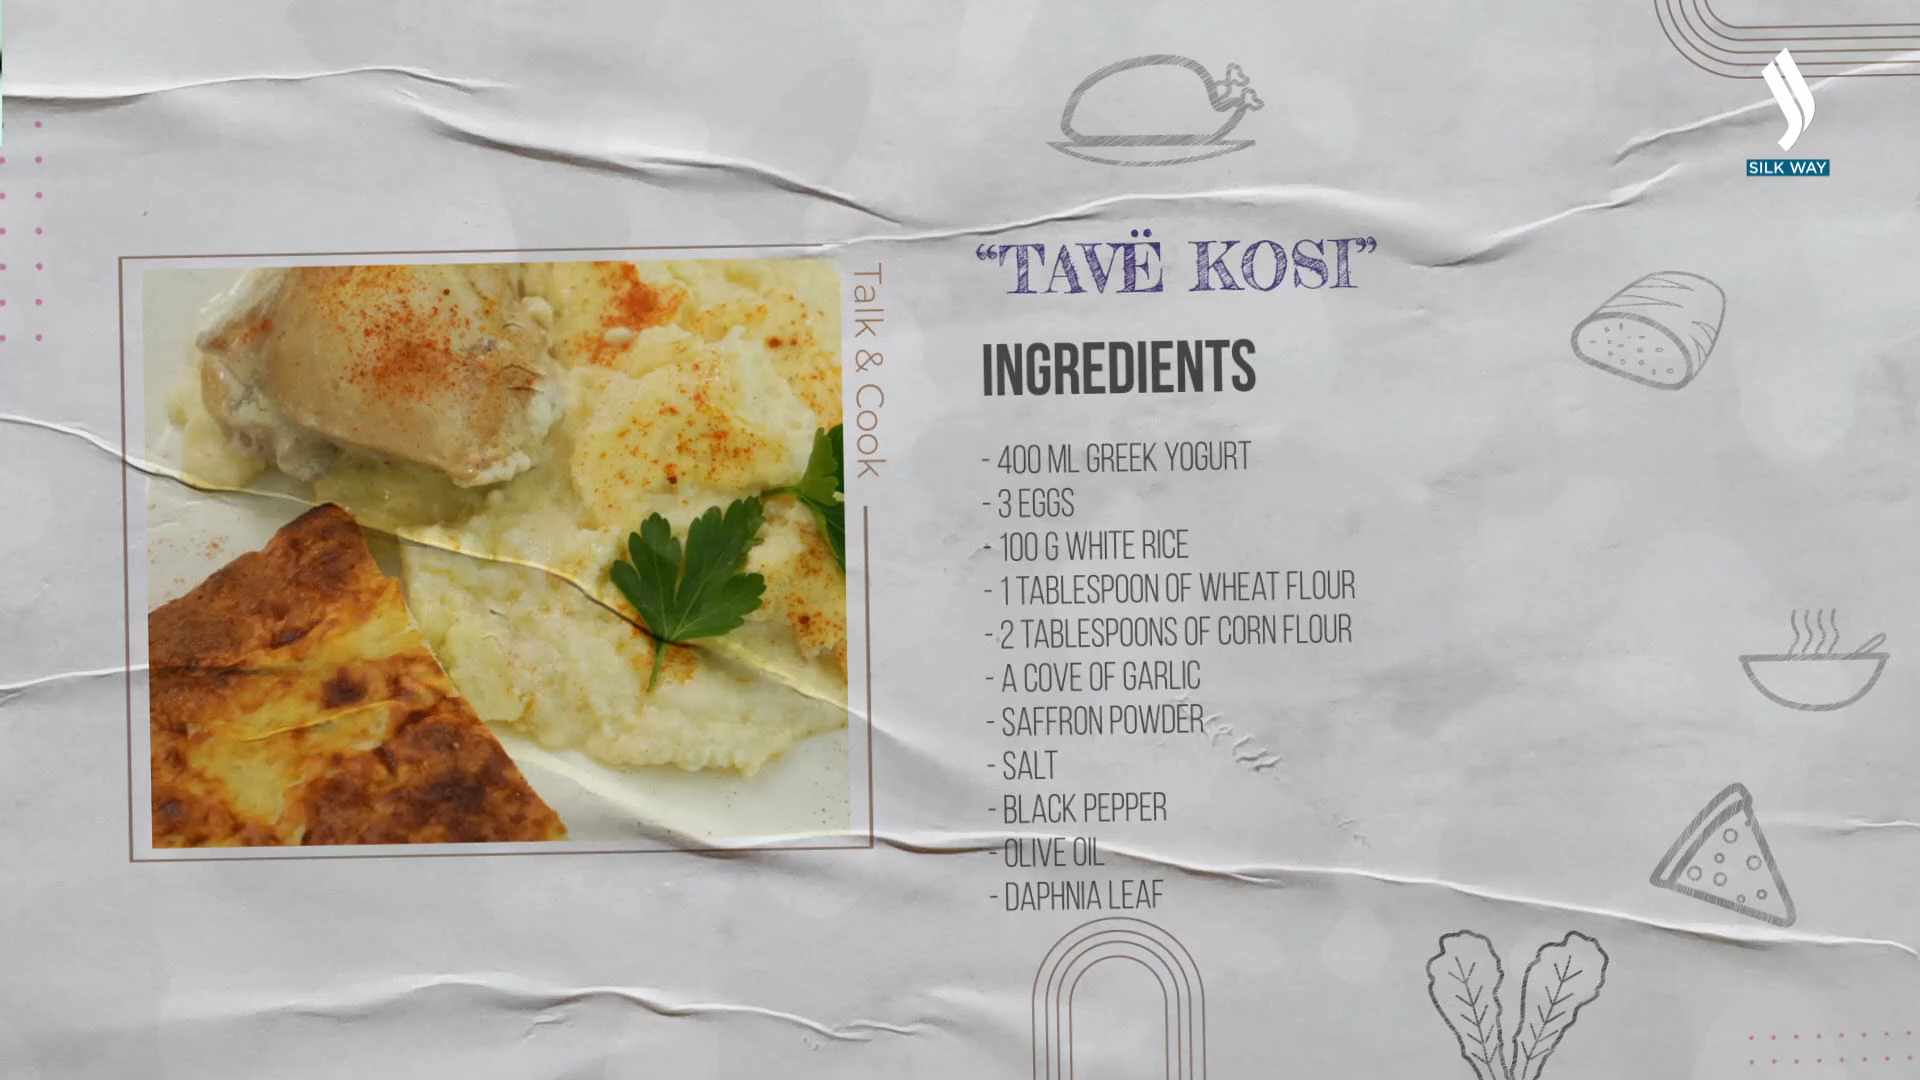 SILK WAY
Talk & Cook
“TAVË KOSI”
INGREDIENTS
- 400 ML GREEK YOGURT
- 3 EGGS
- 100 G WHITE RICE
- 1 TABLESPOON OF WHEAT FLOUR
- 2 TABLESPOONS OF CORN FLOUR
- A COVE OF GARLIC
- SAFFRON POWDER
- SALT
- BLACK PEPPER
- OLIVE OIL
- DAPHNIA LEAF